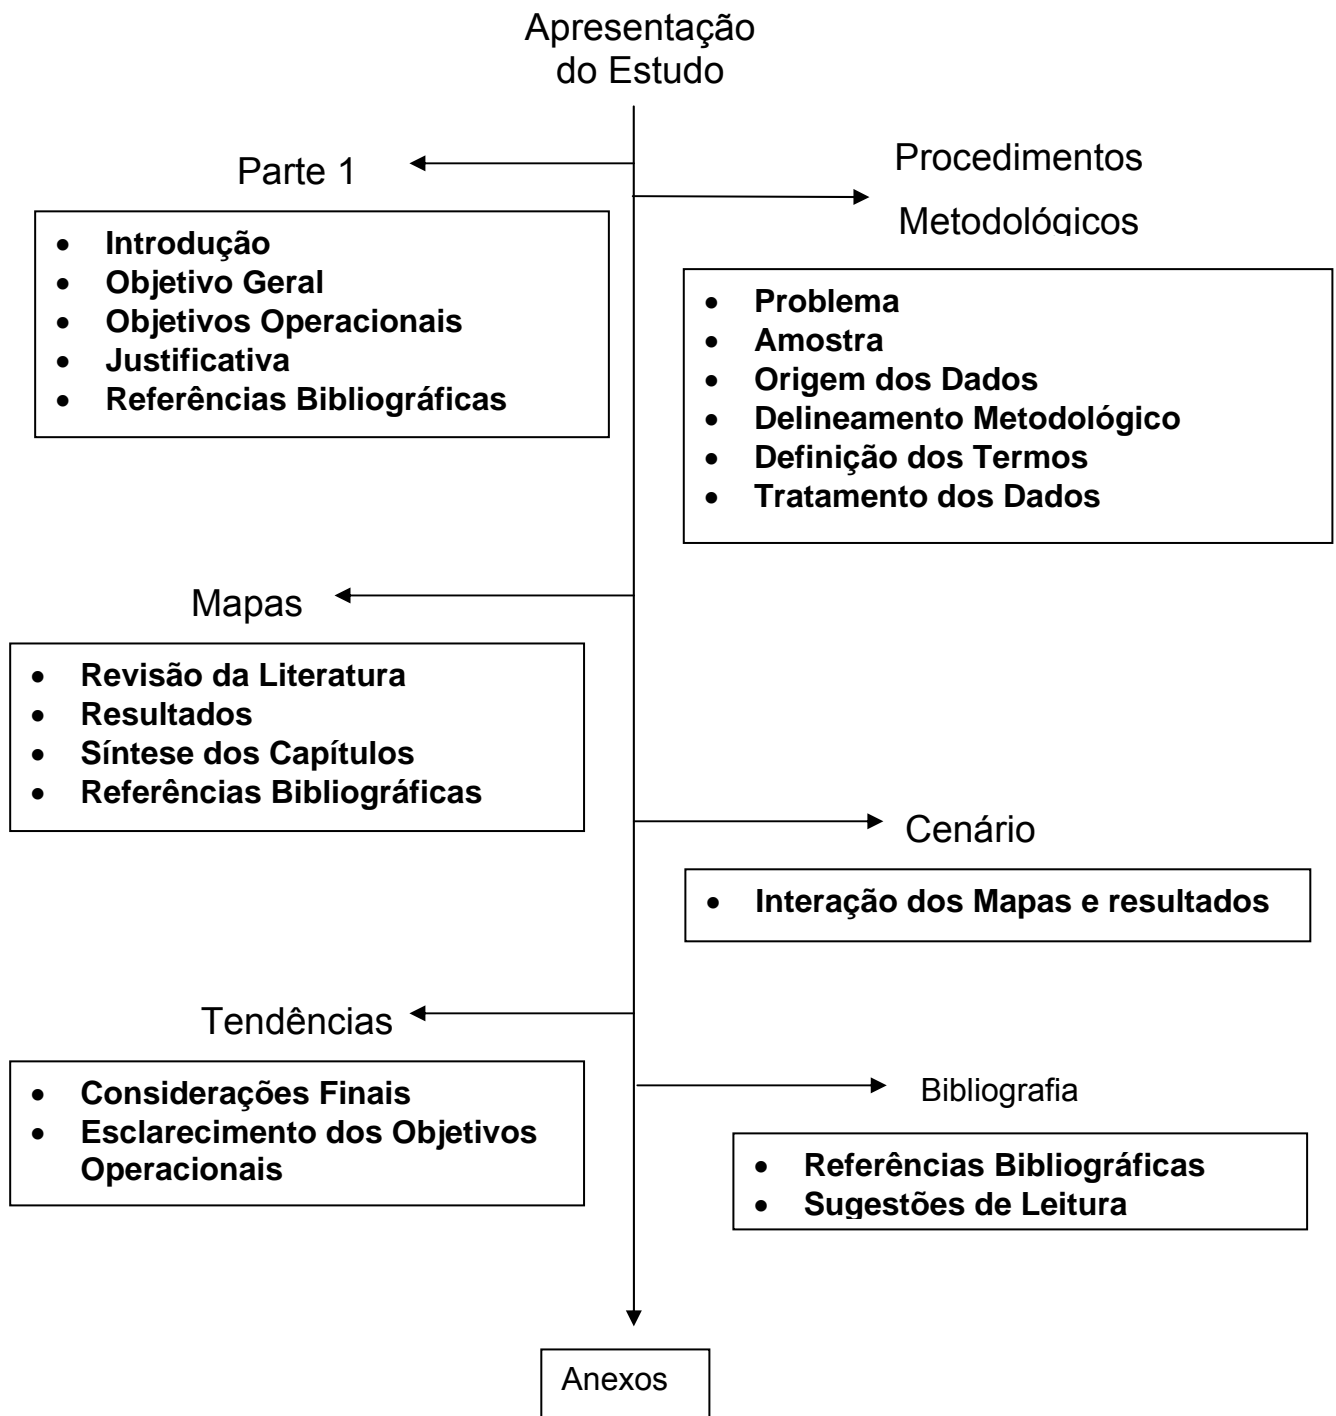 Apresentação
do Estudo
Parte 1
• Introdução
• Objetivo Geral
• Objetivos Operacionais
• Justificativa
• Referências Bibliográficas
Procedimentos
Metodológicos
• Problema
• Amostra
• Origem dos Dados
• Delineamento Metodológico
• Definição dos Termos
• Tratamento dos Dados
Mapas
• Revisão da Literatura
• Resultados
• Síntese dos Capítulos
• Referências Bibliográficas
Cenário
• Interação dos Mapas e resultados
Tendências
• Considerações Finais
• Esclarecimento dos Objetivos
Operacionais
Bibliografia
• Referências Bibliográficas
• Sugestões de Leitura
Anexos